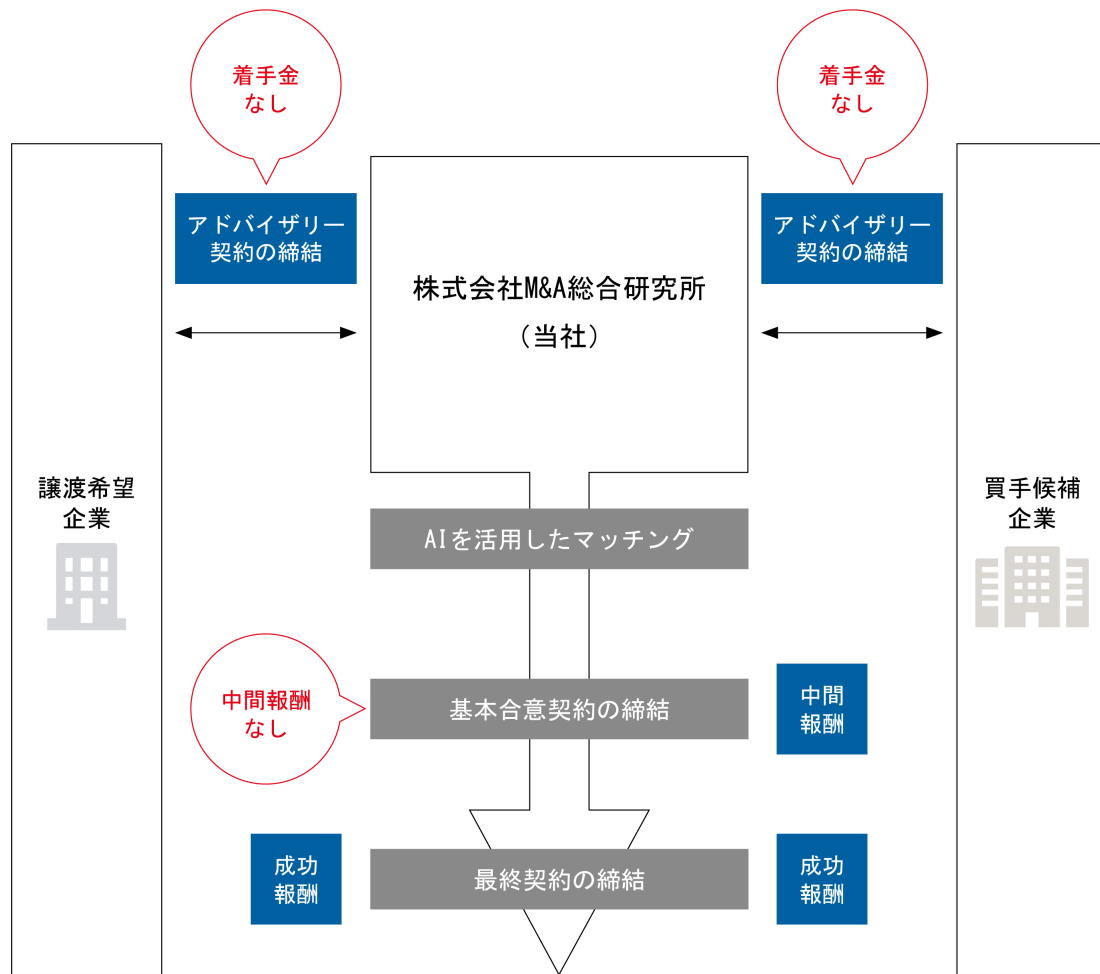 着手金
なし
着手金
なし
アドバイザリー
契約の締結
アドバイザリー
契約の締結
株式会社M&A総合研究所
（当社）
譲渡希望
企業
買手候補
企業
AIを活用したマッチング
中間報酬
なし
基本合意契約の締結
中間
報酬
成功
報酬
最終契約の締結
成功
報酬